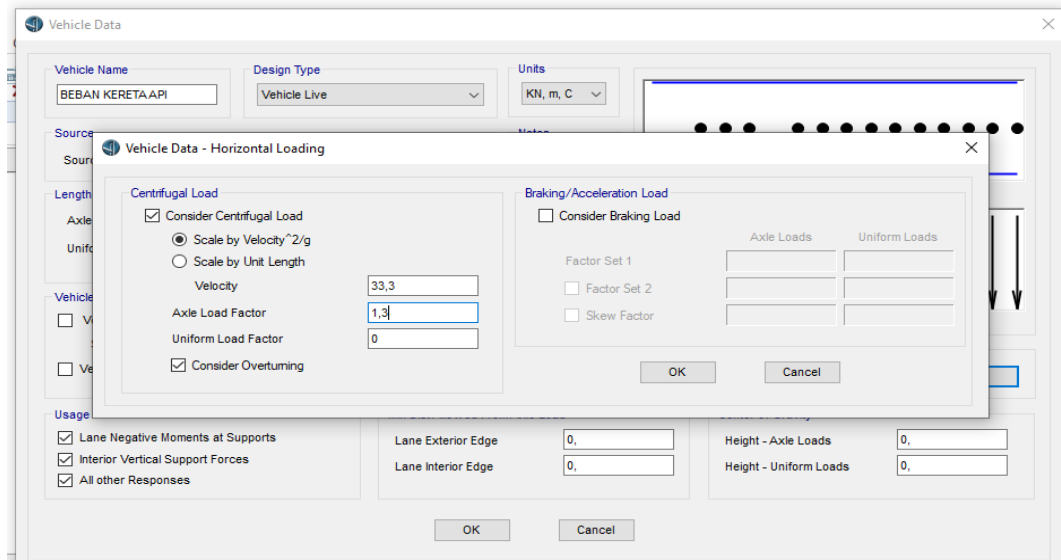 Vehicle Data
Vehicle Name
Design Type
Units
BEBAN KERETA API
Vehicle Live
KN, m, C
Source
Notes
Sour
Vehicle Data - Horizontal Loading
Length
Axle
Unifo
Vehicle
V
Ve
Centrifugal Load
Consider Centrifugal Load
Scale by Velocity^2/g
Scale by Unit Length
Velocity
33,3
Axle Load Factor
1,3
Uniform Load Factor
0
Consider Overturning
Braking/Acceleration Load
Consider Braking Load
Axle Loads
Uniform Loads
Factor Set 1
Factor Set 2
Skew Factor
OK
Cancel
Usage
Lane Negative Moments at Supports
Interior Vertical Support Forces
All other Responses
Lane Exterior Edge
0,
Lane Interior Edge
0,
Height - Axle Loads
0,
Height - Uniform Loads
0,
OK
Cancel